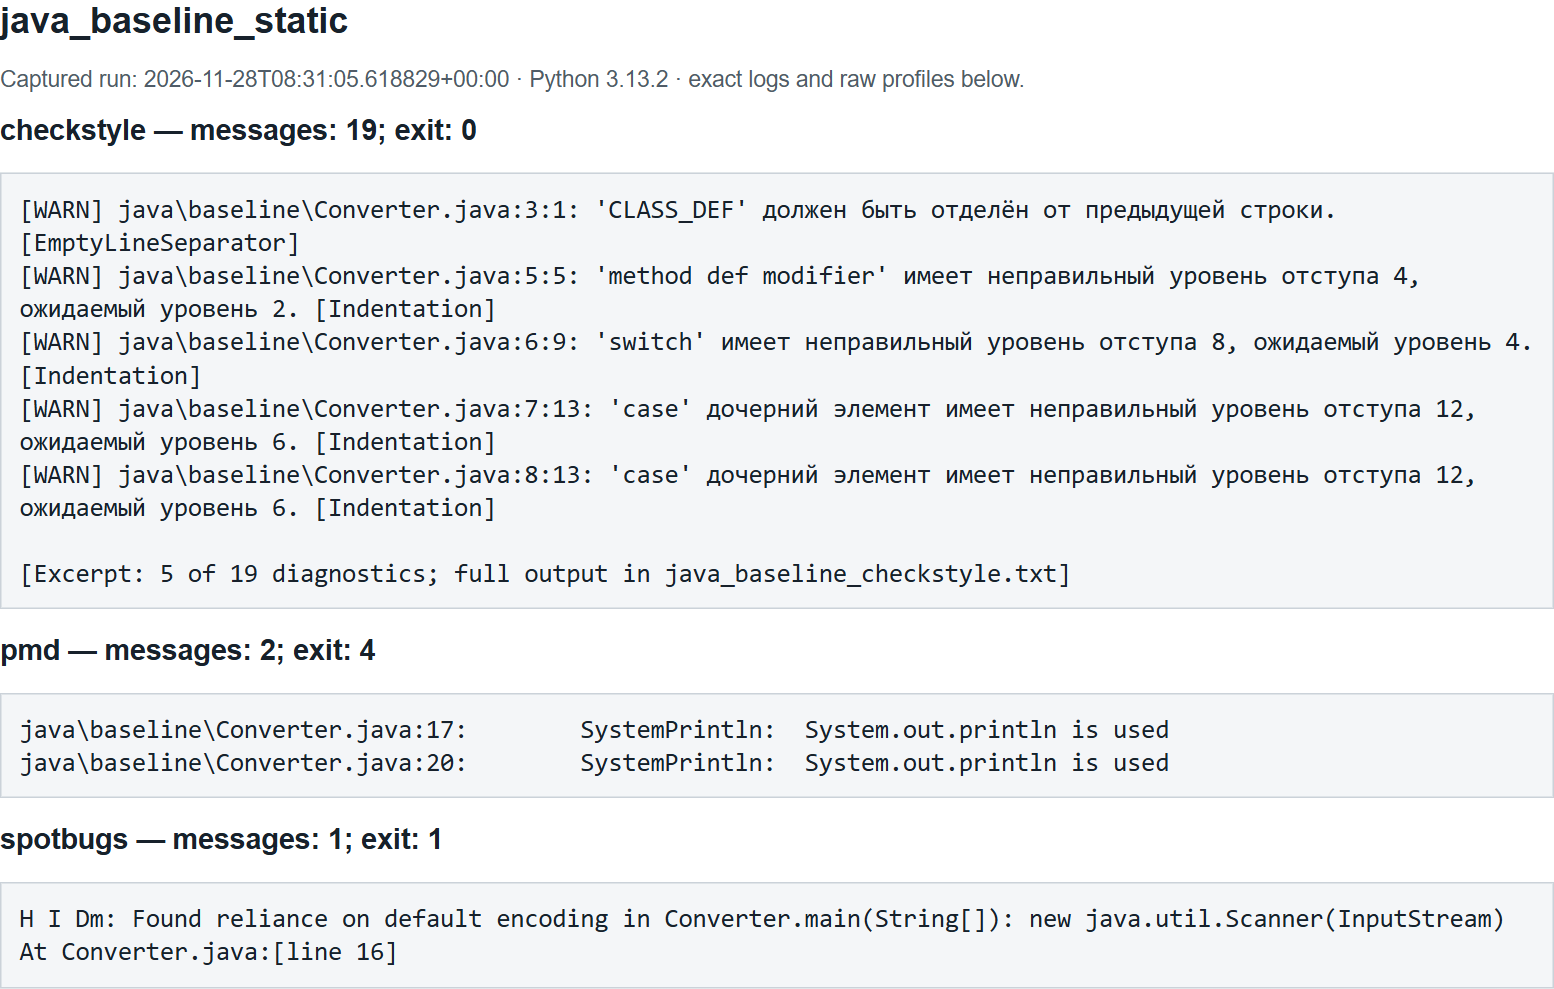 java_baseline_static
Captured run: 2026-11-28T08:31:05.618829+00:00 · Python 3.13.2 · exact logs and raw profiles below.
checkstyle — messages: 19; exit: 0
[WARN] java\baseline\Converter.java:3:1: 'CLASS_DEF' должен быть отделён от предыдущей строки.
[EmptyLineSeparator]
[WARN] java\baseline\Converter.java:5:5: 'method def modifier' имеет неправильный уровень отступа 4,
ожидаемый уровень 2. [Indentation]
[WARN] java\baseline\Converter.java:6:9: 'switch' имеет неправильный уровень отступа 8, ожидаемый уровень 4.
[Indentation]
[WARN] java\baseline\Converter.java:7:13: 'case' дочерний элемент имеет неправильный уровень отступа 12,
ожидаемый уровень 6. [Indentation]
[WARN] java\baseline\Converter.java:8:13: 'case' дочерний элемент имеет неправильный уровень отступа 12,
ожидаемый уровень 6. [Indentation]
[Excerpt: 5 of 19 diagnostics; full output in java_baseline_checkstyle.txt]
pmd — messages: 2; exit: 4
java\baseline\Converter.java:17:        SystemPrintln:  System.out.println is used
java\baseline\Converter.java:20:        SystemPrintln:  System.out.println is used
spotbugs — messages: 1; exit: 1
H I Dm: Found reliance on default encoding in Converter.main(String[]): new java.util.Scanner(InputStream)
At Converter.java:[line 16]